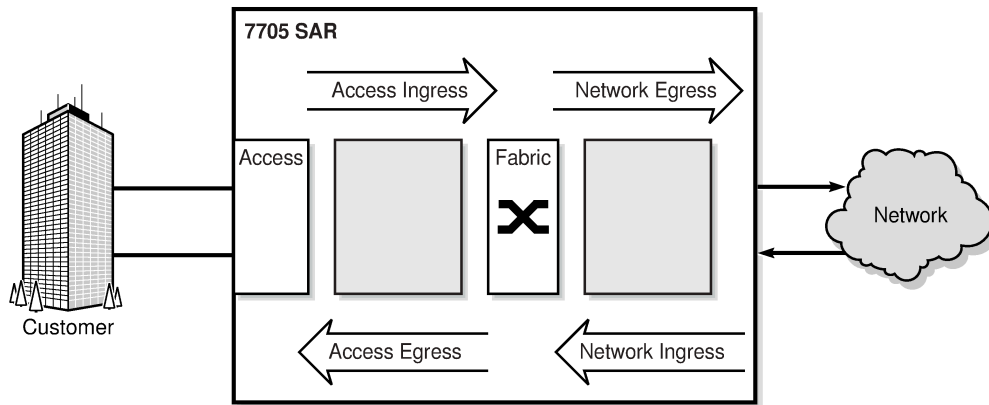 7705 SAR
Access Ingress
Network Egress
Access
Fabric
Network
Customer
Access Egress
Network Ingress